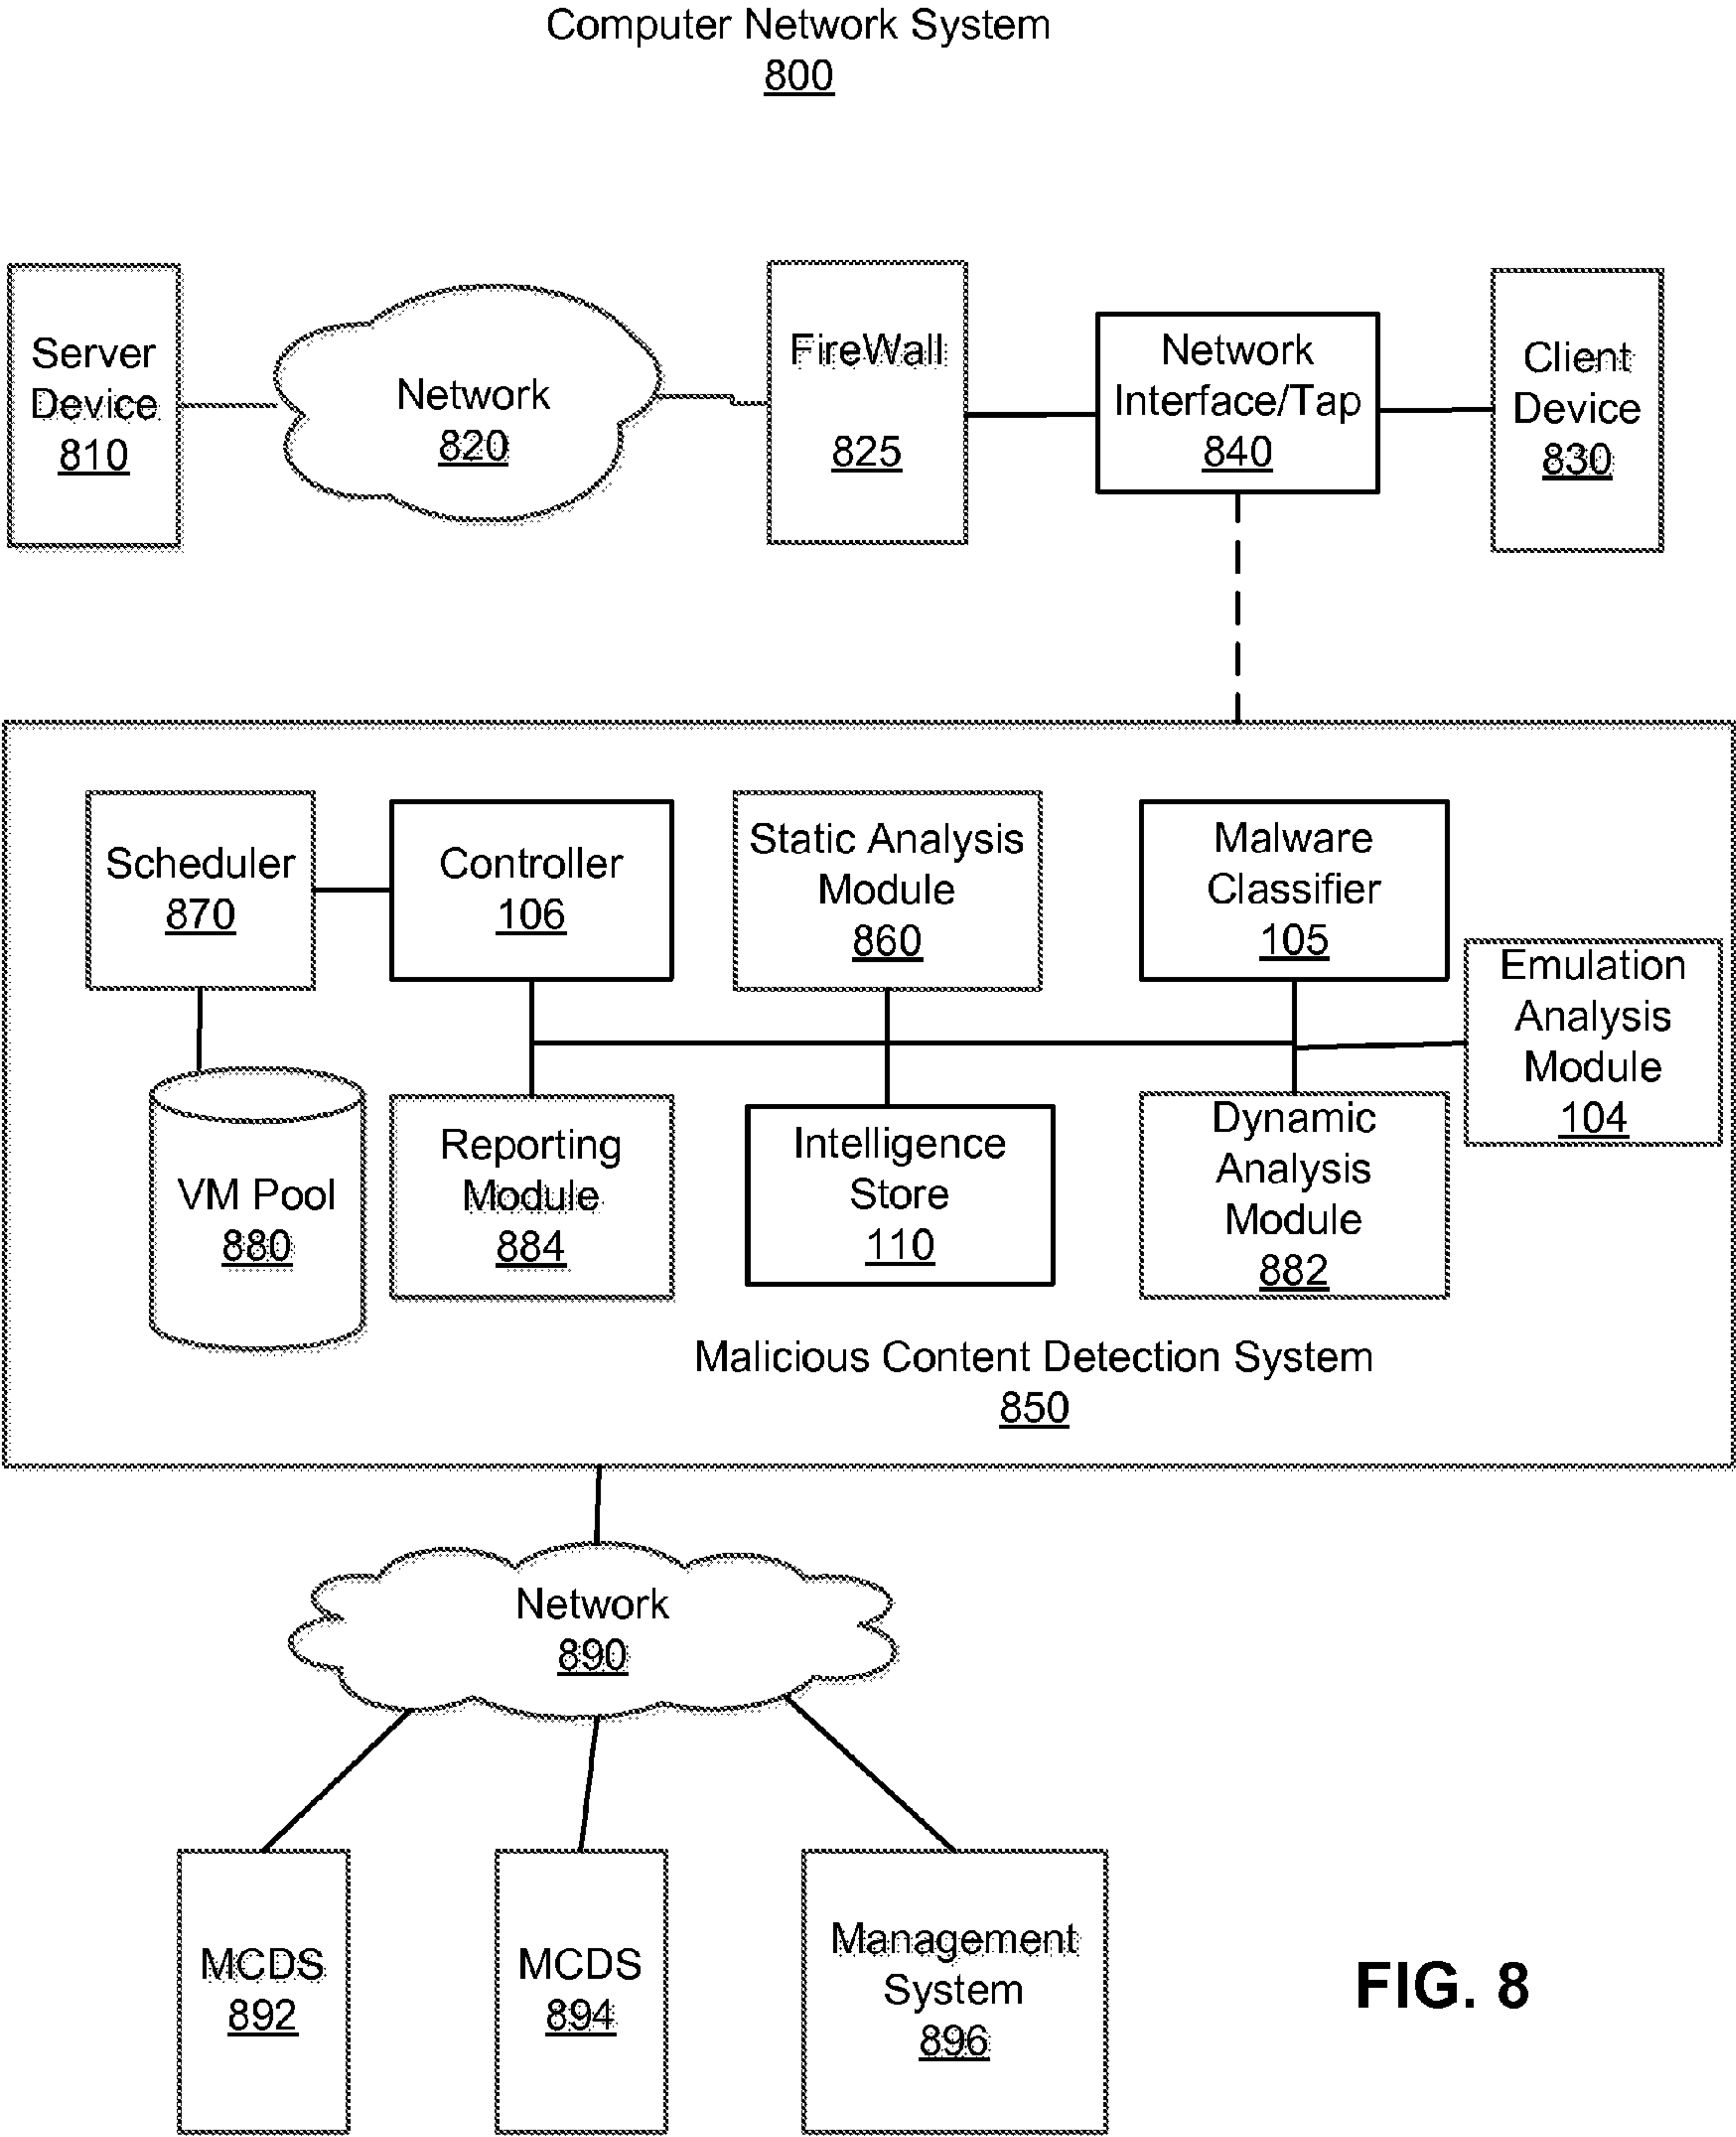 Computer Network System
800
Server
Device
810
Network
820
FireWall
825
Network
Interface/Tap
840
Client
Device
830
Scheduler
870
Controller
106
Static Analysis
Module
860
Malware
Classifier
105
Emulation
Analysis
Module
104
VM Pool
880
Reporting
Module
884
Intelligence
Store
110
Dynamic
Analysis
Module
882
Malicious Content Detection System
850
Network
890
MCDS
892
MCDS
894
Management
System
896
FIG. 8